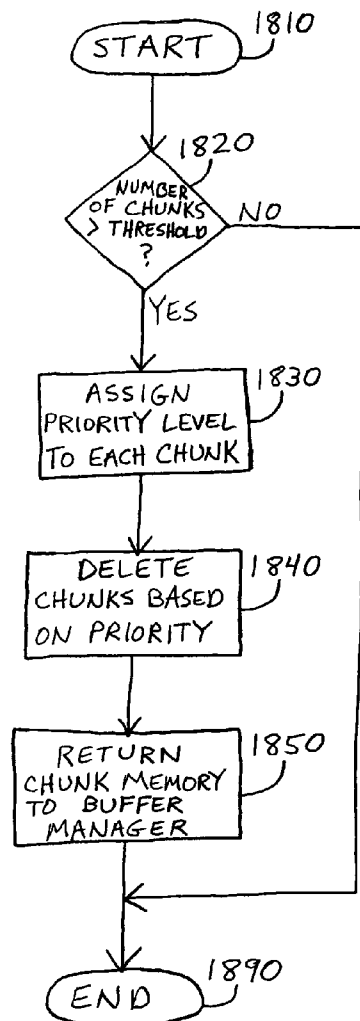 START
1810
1820
NUMBER
OF CHUNKS
> THRESHOLD
?
NO
YES
1830
ASSIGN
PRIORITY LEVEL
TO EACH CHUNK
1840
DELETE
CHUNKS BASED
ON PRIORITY
1850
RETURN
CHUNK MEMORY
TO BUFFER
MANAGER
1890
END